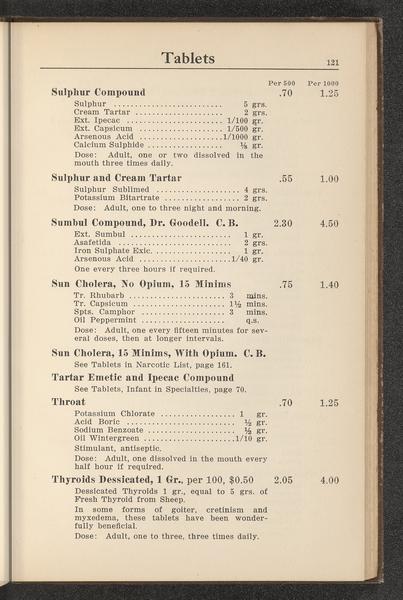 Tablets 121
Per 500 Per 1000
Sulphur Compound .70 1.25
Sulphur .......................... 5 grs.
Cream Tartar ..................... 2 grs.
Ext. Ipecac ...................... 1/100 gr.
Ext. Capsicum .................... 1/500 gr.
Arsenous Acid ....................1/1000 gr.
Calcium Sulphide ................. ⅛ gr.
Dose: Adult, one or two dissolved in the
mouth three times daily.
Sulphur and Cream Tartar .55 1.00
Sulphur Sublimed .................... 4 grs.
Potassium Bitartrate ................ 2 grs.
Dose: Adult, one to three night and morning.
Sumbul Compound, Dr. Goodell. C. B. 2.30 4.50
Ext. Sumbul ........................ 1 gr.
Asafetida .......................... 2 grs.
Iron Sulphate Exic. ................ 1 gr.
Arsenous Acid ......................1/40 gr.
One every three hours if required.
Sun Cholera, No Opium, 15 Minims .75 1.40
Tr. Rhubarb ....................... 3 mins.
Tr. Capsicum ...................... 1½ mins.
Spts. Camphor ..................... 3 mins.
Oil Peppermint .................... q.s.
Dose: Adult, one every fifteen minutes for sev-
eral doses, then at longer intervals.
Sun Cholera, 15 Minims, With Opium. C. B.
See Tablets in Narcotic List, page 161.
Tartar Emetic and Ipecac Compound
See Tablets, Infant in Specialties, page 70.
Throat .70 1.25
Potassium Chlorate .................. 1 gr.
Acid Boric .......................... ½ gr.
Sodium Benzoate ..................... ½ gr.
Oil Wintergreen .....................1/10 gr.
Stimulant, antiseptic.
Dose: Adult, one dissolved in the mouth every
half hour if required.
Thyroids Dessicated, 1 Gr., per 100, $0.50 2.05 4.00
Dessicated Thyroids 1 gr., equal to 5 grs. of
Fresh Thyroid from Sheep.
In some forms of goiter, cretinism and
myxedema, these tablets have been wonder-
fully beneficial.
Dose: Adult, one to three, three times daily.